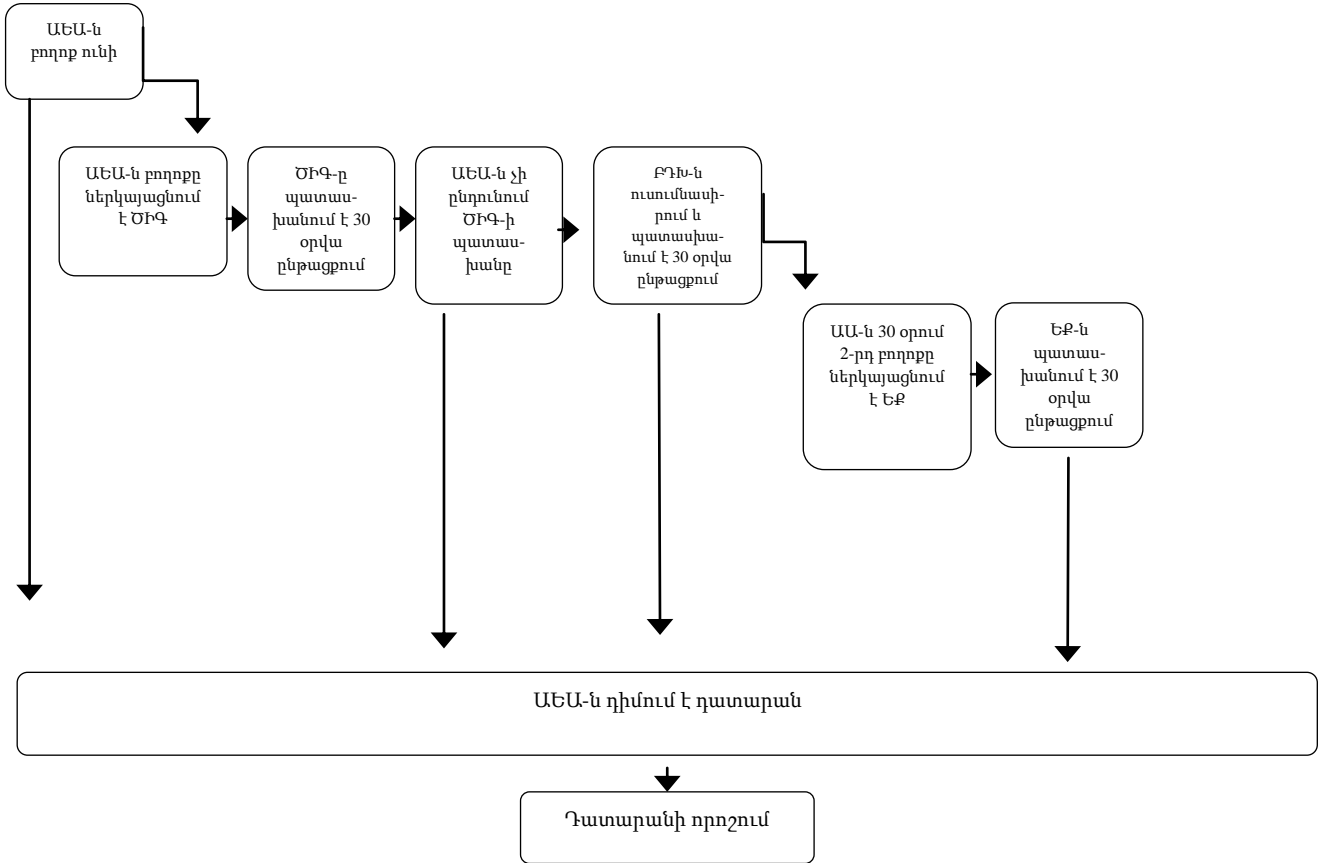 ԱԵԱ-ն
բողոք ունի
ԱԵԱ-ն բողոքը
ներկայացնում
է ԾԻԳ
ԾԻԳ-ը
պատաս-
խանում է 30
օրվա
ընթացքում
ԱԵԱ-ն չի
ընդունում
ԾԻԳ-ի
պատաս-
խանը
ԲԴԽ-ն
ուսումնասի-
րում և
պատասխա-
նում է 30 օրվա
ընթացքում
ԱԱ-ն 30 օրում
2-րդ բողոքը
ներկայացնում
է ԵՔ
ԵՔ-ն
պատաս-
խանում է 30
օրվա
ընթացքում
ԱԵԱ-ն դիմում է դատարան
Դատարանի որոշում